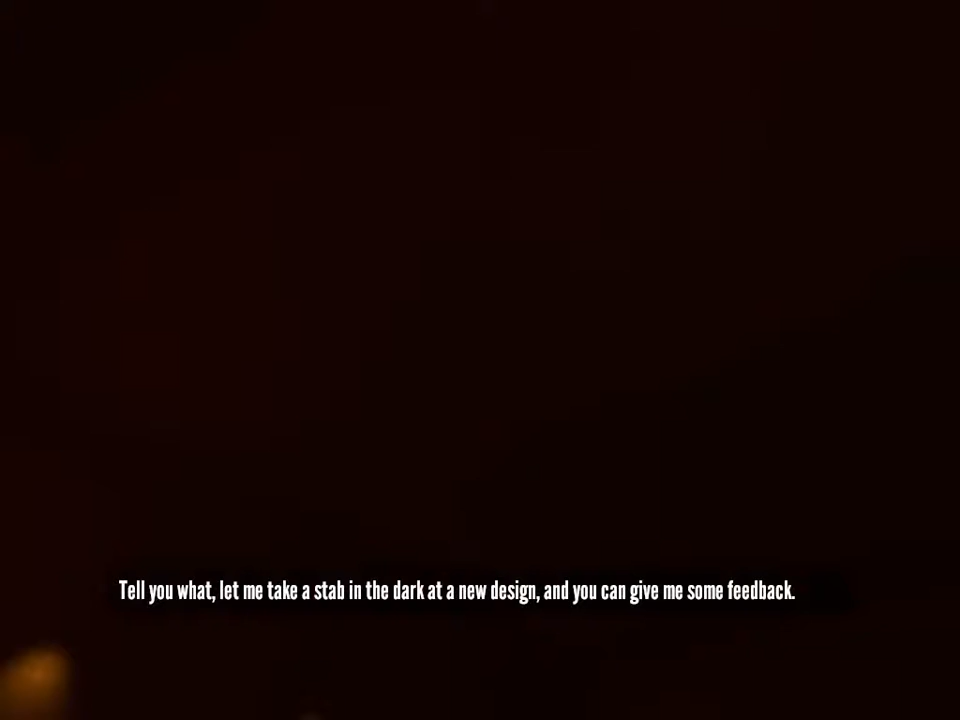 Tell you what, let me take a stab in the dark at a new design, and you can give me some feedback.